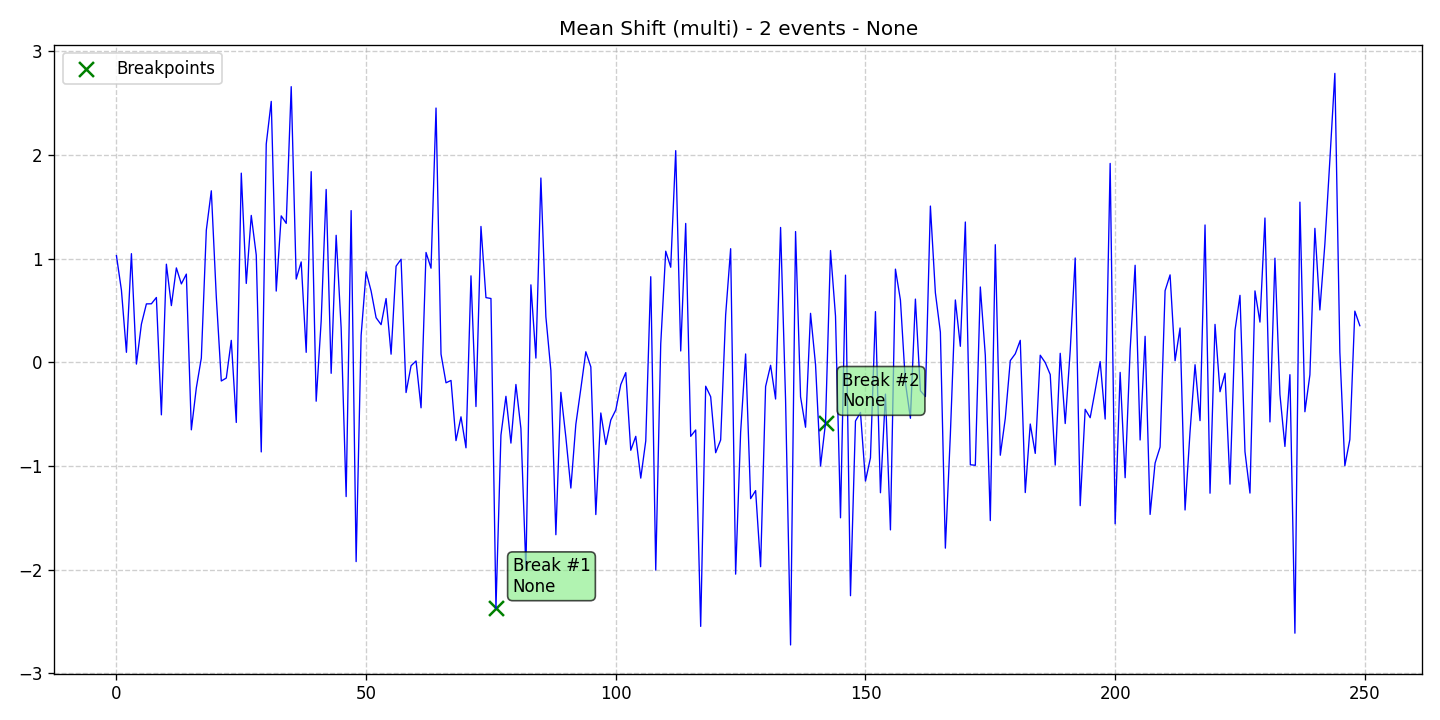 Mean Shift (multi) - 2 events - None
Breakpoints
3
2
1
0
−1
−2
−3
Break #2
None
Break #1
None
0
50
100
150
200
250